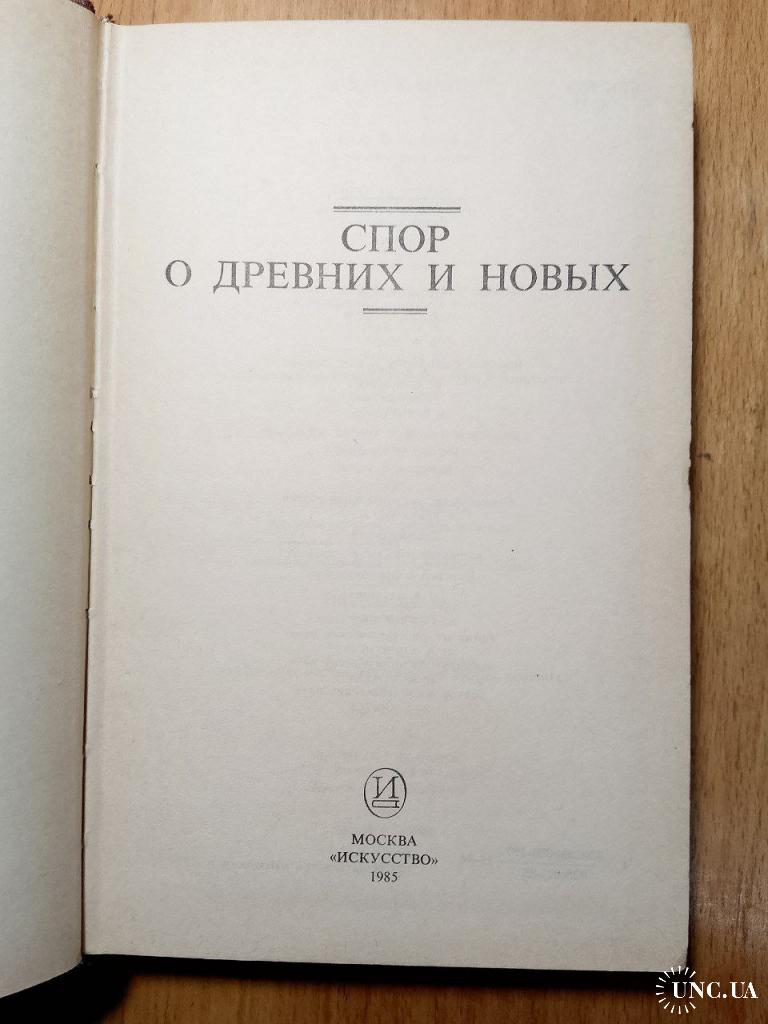 СПОР
О ДРЕВНИХ И НОВЫХ
И
МОСКВА
«ИСКУССТВО»
1985
UNC.UA